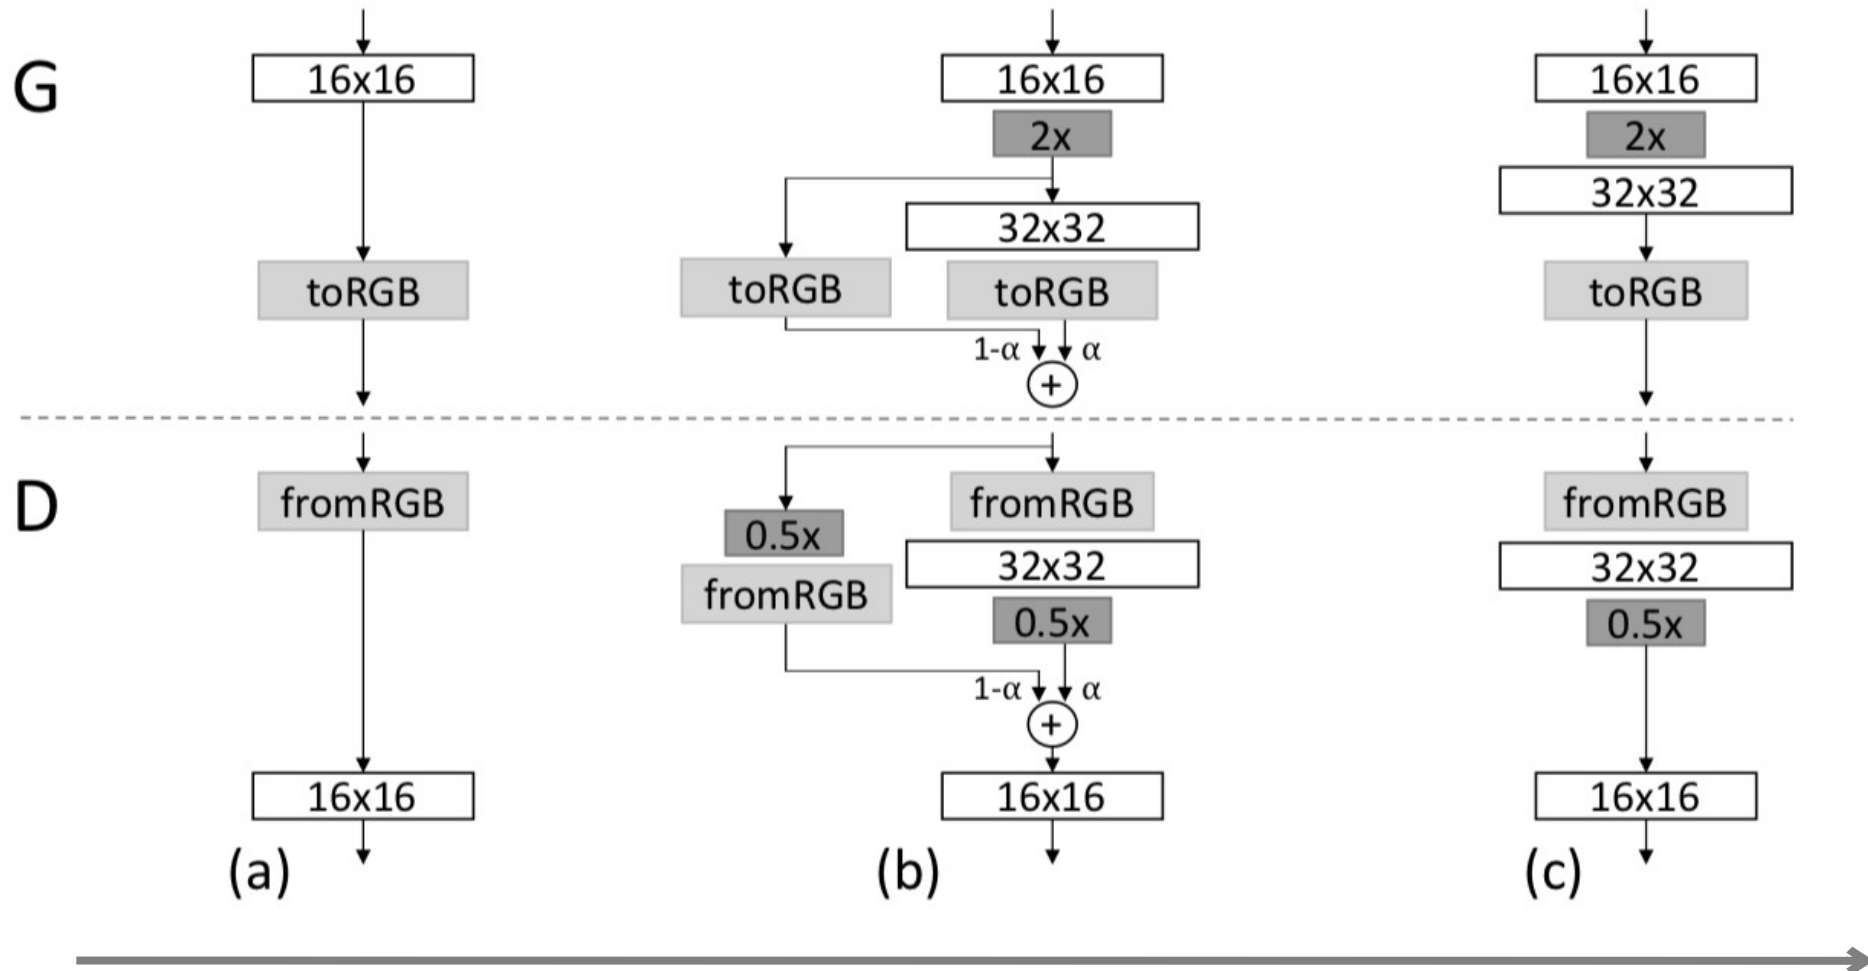 G
16x16
16x16
16x16
2x
2x
32x32
32x32
toRGB
toRGB
toRGB
toRGB
1-α
α
+
D
fromRGB
fromRGB
fromRGB
0.5x
32x32
32x32
fromRGB
0.5x
0.5x
1-α
α
+
16x16
16x16
16x16
(a)
(b)
(c)